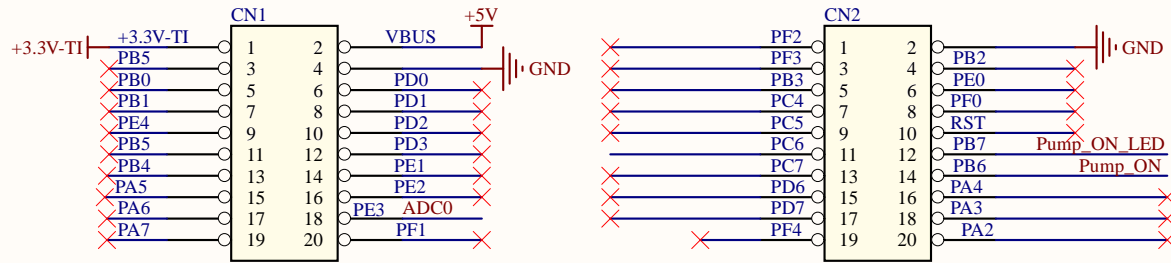 CN1 +5V CN2
+3.3V-TI +3.3V-TI 1 2 VBUS PF2 1 2 GND
PB5 3 4 GND PF3 3 4 PB2
PB0 5 6 PD0 PB3 5 6 PE0
PB1 7 8 PD1 PC4 7 8 PF0
PE4 9 10 PD2 PC5 9 10 RST
PB5 11 12 PD3 PC6 11 12 PB7 Pump_ON_LED
PB4 13 14 PE1 PC7 13 14 PB6 Pump_ON
PA5 15 16 PE2 PD6 15 16 PA4
PA6 17 18 PE3 ADC0 PD7 17 18 PA3
PA7 19 20 PF1 PF4 19 20 PA2